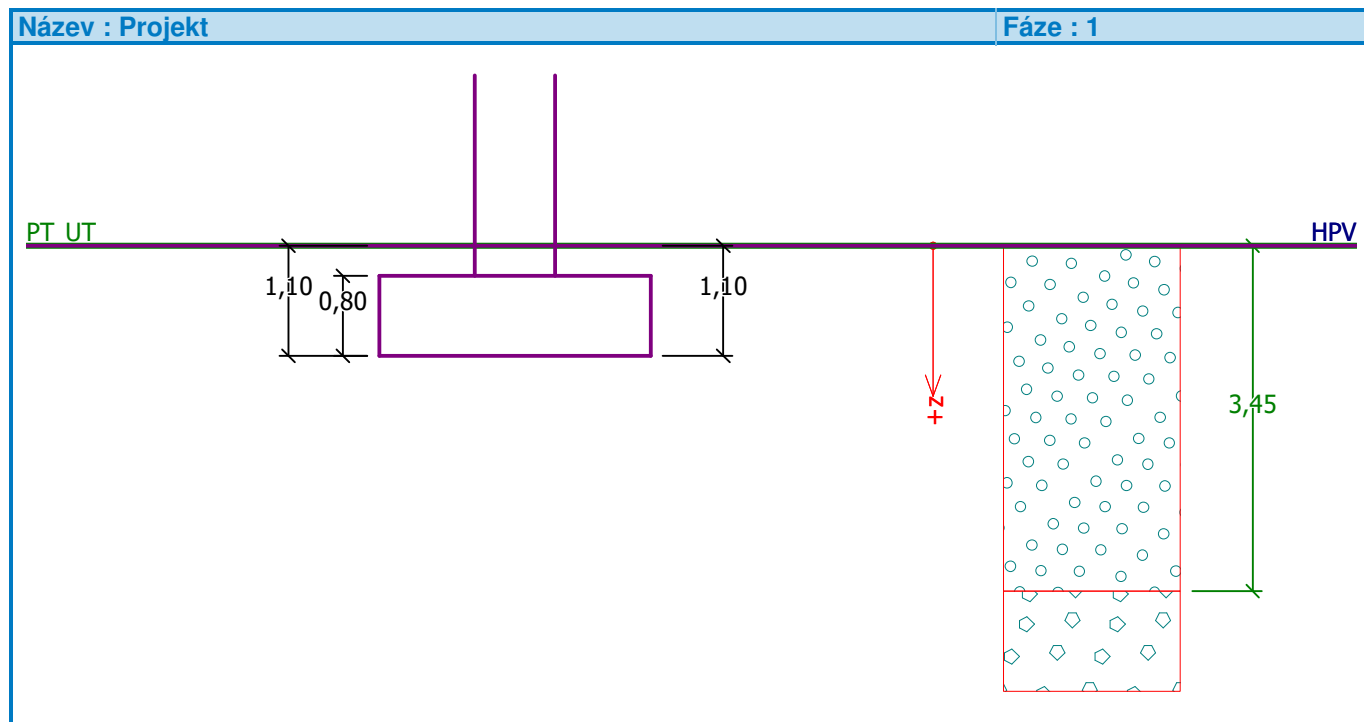 Název : Projekt
Fáze : 1
PT UT
HPV
1,10
0,80
1,10
+z
3,45